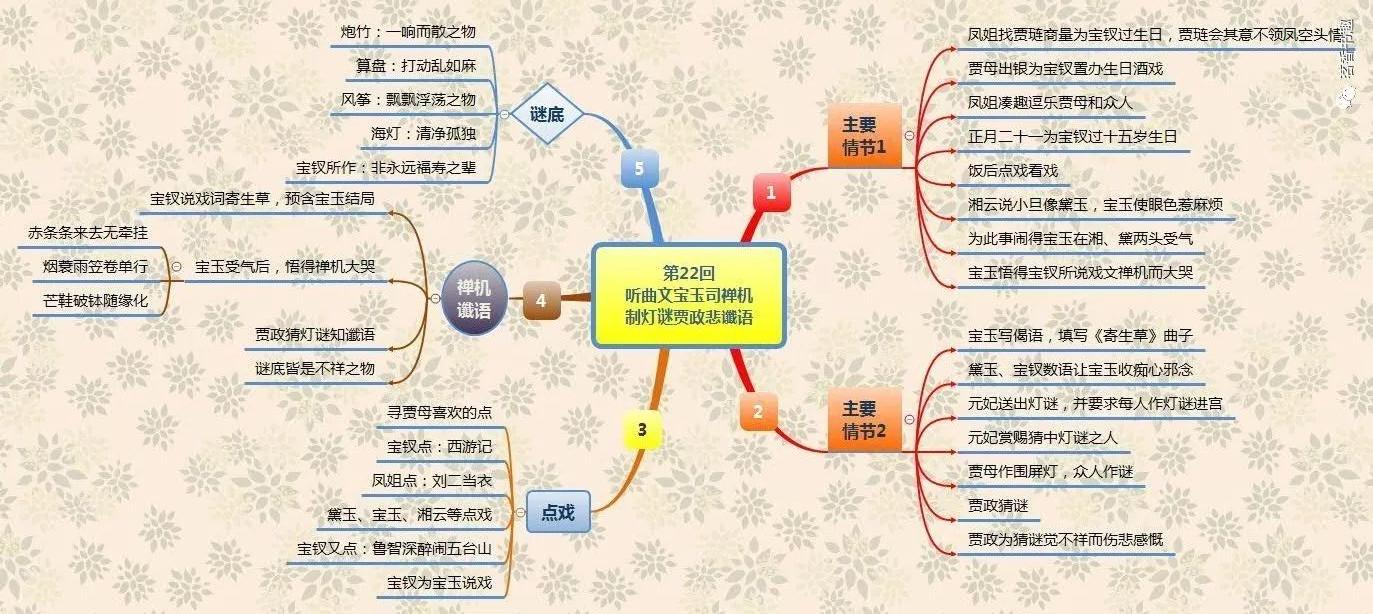 第22回
听曲文宝玉司禅机
制灯谜贾政悲谶语
1
主要
情节1
凤姐找贾琏商量为宝钗过生日，贾琏会其意不领凤空头情
贾母出银为宝钗置办生日酒戏
凤姐凑趣逗乐贾母和众人
正月二十一为宝钗过十五岁生日
饭后点戏看戏
湘云说小旦像黛玉，宝玉使眼色惹麻烦
为此事闹得宝玉在湘、黛两头受气
宝玉悟得宝钗所说戏文禅机而大哭
2
主要
情节2
宝玉写偈语，填写《寄生草》曲子
黛玉、宝钗数语让宝玉收痴心邪念
元妃送出灯谜，并要求每人作灯谜进宫
元妃赏赐猜中灯谜之人
贾母作围屏灯，众人作谜
贾政猜谜
贾政为猜谜觉不祥而伤悲感慨
3
点戏
寻贾母喜欢的点
宝钗点：西游记
凤姐点：刘二当衣
黛玉、宝玉、湘云等点戏
宝钗又点：鲁智深醉闹五台山
宝钗为宝玉说戏
4
禅机
谶语
宝钗说戏词寄生草，预含宝玉结局
宝玉受气后，悟得禅机大哭
赤条条来去无牵挂
烟蓑雨笠卷单行
芒鞋破钵随缘化
贾政猜灯谜知谶语
谜底皆是不祥之物
5
谜底
炮竹：一响而散之物
算盘：打动乱如麻
风筝：飘飘浮荡之物
海灯：清净孤独
宝钗所作：非永远福寿之辈